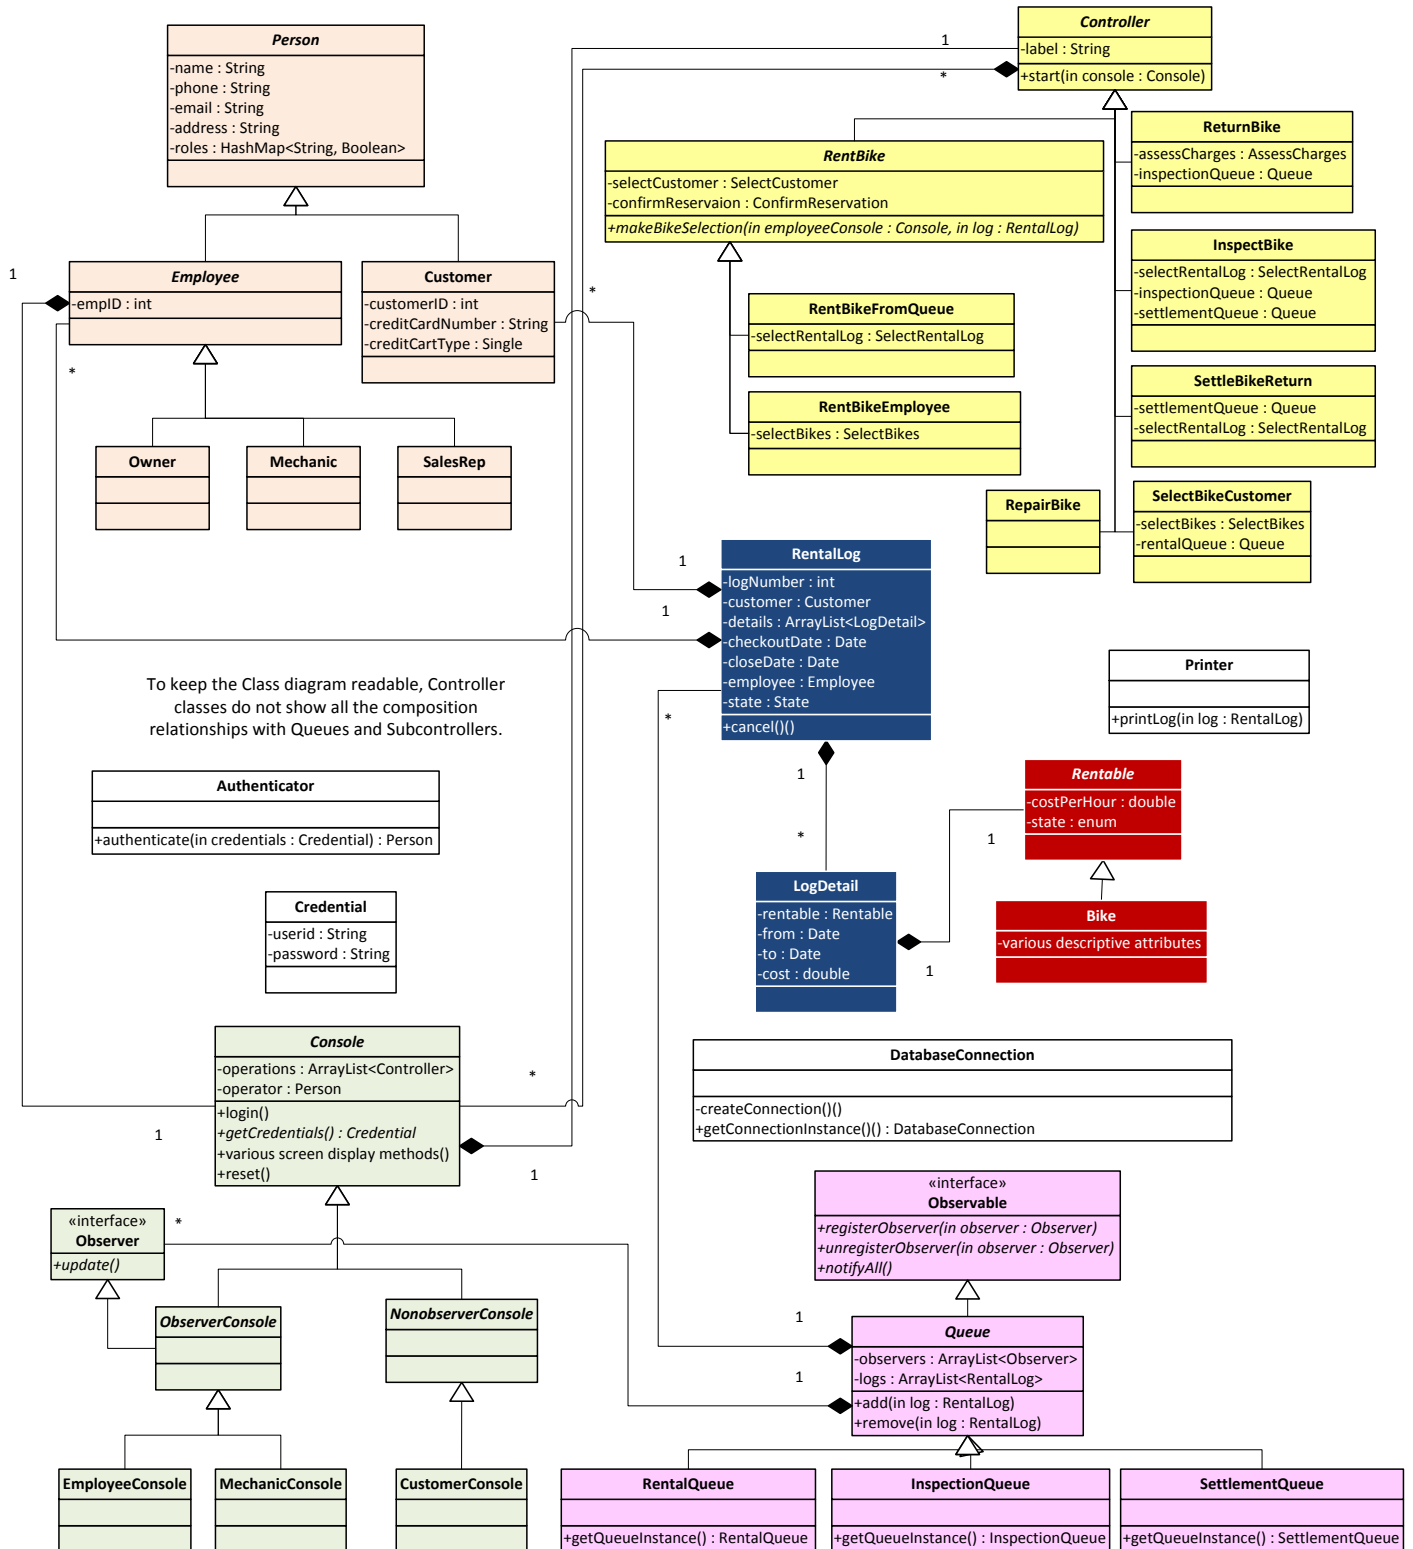 Person
-name : String
-phone : String
-email : String
-address : String
-roles : HashMap<String, Boolean>
Controller
-label : String
+start(in console : Console)
1
*
ReturnBike
-assessCharges : AssessCharges
-inspectionQueue : Queue
RentBike
-selectCustomer : SelectCustomer
-confirmReservaion : ConfirmReservation
+makeBikeSelection(in employeeConsole : Console, in log : RentalLog)
InspectBike
-selectRentalLog : SelectRentalLog
-inspectionQueue : Queue
-settlementQueue : Queue
1
Employee
-empID : int
*
Customer
-customerID : int
-creditCardNumber : String
-creditCartType : Single
*
RentBikeFromQueue
-selectRentalLog : SelectRentalLog
RentBikeEmployee
-selectBikes : SelectBikes
SettleBikeReturn
-settlementQueue : Queue
-selectRentalLog : SelectRentalLog
Owner
Mechanic
SalesRep
RepairBike
SelectBikeCustomer
-selectBikes : SelectBikes
-rentalQueue : Queue
1
1
RentalLog
-logNumber : int
-customer : Customer
-details : ArrayList<LogDetail>
-checkoutDate : Date
-closeDate : Date
-employee : Employee
-state : State
+cancel()()
*
1
*
To keep the Class diagram readable, Controller
classes do not show all the composition
relationships with Queues and Subcontrollers.
Printer
+printLog(in log : RentalLog)
Authenticator
+authenticate(in credentials : Credential) : Person
Rentable
-costPerHour : double
-state : enum
1
Credential
-userid : String
-password : String
LogDetail
-rentable : Rentable
-from : Date
-to : Date
-cost : double
1
Bike
-various descriptive attributes
Console
-operations : ArrayList<Controller>
-operator : Person
+login()
+getCredentials() : Credential
+various screen display methods()
+reset()
*
1
1
DatabaseConnection
-createConnection()()
+getConnectionInstance()() : DatabaseConnection
«interface»
Observer
+update()
*
«interface»
Observable
+registerObserver(in observer : Observer)
+unregisterObserver(in observer : Observer)
+notifyAll()
ObserverConsole
NonobserverConsole
1
1
Queue
-observers : ArrayList<Observer>
-logs : ArrayList<RentalLog>
+add(in log : RentalLog)
+remove(in log : RentalLog)
EmployeeConsole
MechanicConsole
CustomerConsole
RentalQueue
+getQueueInstance() : RentalQueue
InspectionQueue
+getQueueInstance() : InspectionQueue
SettlementQueue
+getQueueInstance() : SettlementQueue